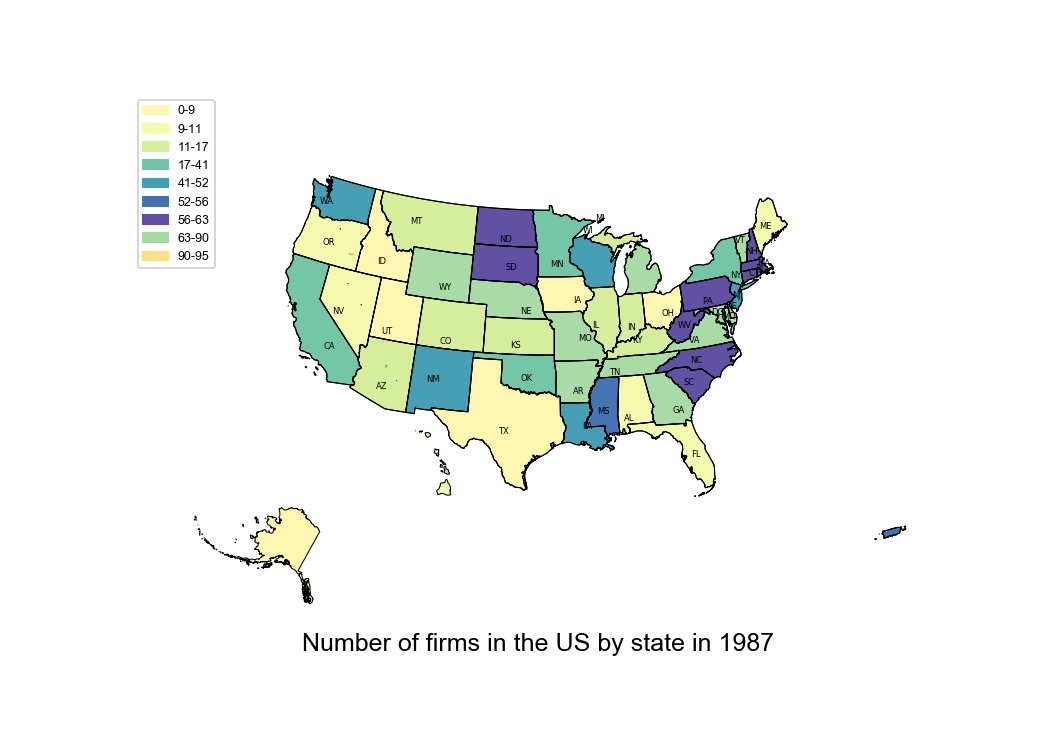 0-9
9-11
11-17
17-41
41-52
52-56
56-63
63-90
90-95
WA
MT
ND
MN
MI
WI
ME
OR
ID
SD
WY
VT
NH
NY
NV
UT
CO
NE
IA
IL
IN
OH
PA
NJ
CA
AZ
NM
KS
MO
KY
WV
VA
OK
AR
TN
NC
SC
TX
LA
MS
AL
GA
FL
Number of firms in the US by state in 1987